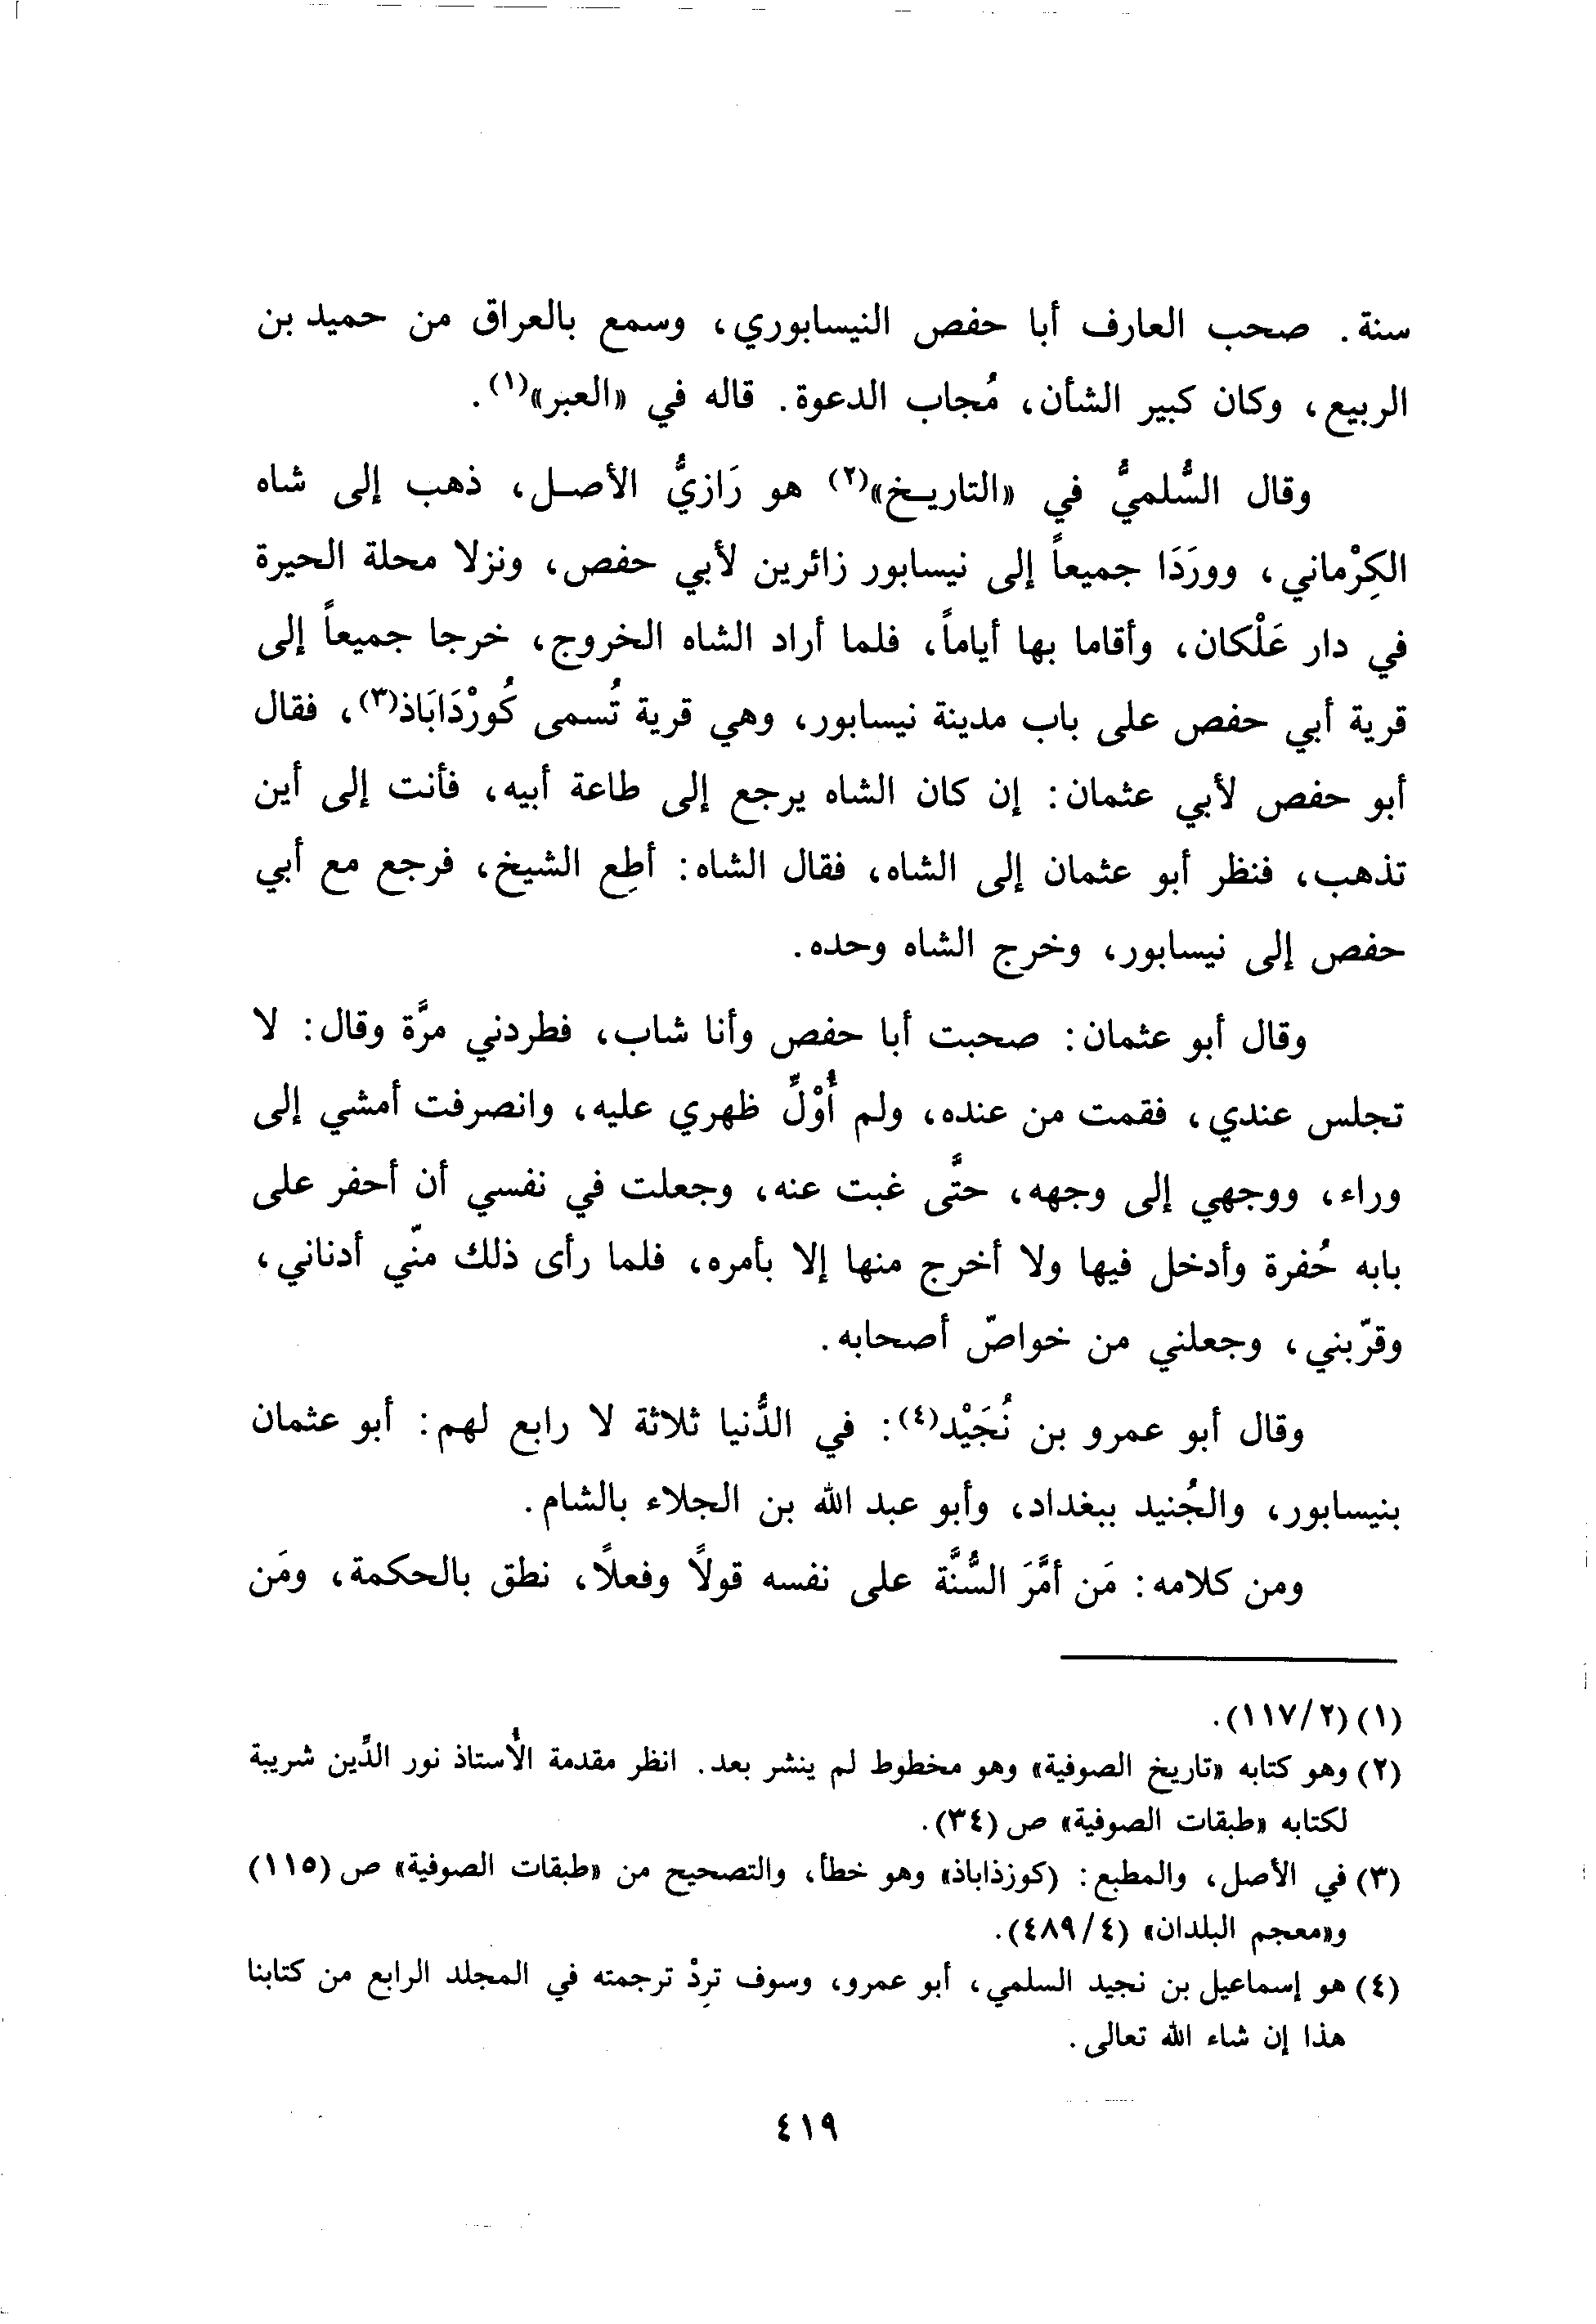 سنة. صحب العارف أبا حفص النيسابوري، وسمع بالعراق من حميد بن
الربيع، وكان كبير الشأن، مُجاب الدعوة. قاله في «العبر»(١).
وقال السُّلميُّ في «التاريخ»(٢) هو رَازيُّ الأصل، ذهب إلى شاه
الكِرْماني، وورَدَا جميعاً إلى نيسابور زائرين لأبي حفص، ونزلا محلة الحيرة
في دار عَلْكان، وأقاما بها أياماً، فلما أراد الشاه الخروج، خرجا جميعاً إلى
قرية أبي حفص على باب مدينة نيسابور، وهي قرية تُسمى كُورْدَابَاذ(٣)، فقال
أبو حفص لأبي عثمان: إن كان الشاه يرجع إلى طاعة أبيه، فأنت إلى أين
تذهب، فنظر أبو عثمان إلى الشاه، فقال الشاه: أطِع الشيخ، فرجع مع أبي
حفص إلى نيسابور، وخرج الشاه وحده.
وقال أبو عثمان: صحبت أبا حفص وأنا شاب، فطردني مرَّة وقال: لا
تجلس عندي، فقمت من عنده، ولم أُوْلِّ ظهري عليه، وانصرفت أمشي إلى
وراء، ووجهي إلى وجهه، حتَّى غبت عنه، وجعلت في نفسي أن أحفر على
بابه حُفرة وأدخل فيها ولا أخرج منها إلا بأمره، فلما رأى ذلك منّي أدناني،
وقرّبني، وجعلني من خواصّ أصحابه.
وقال أبو عمرو بن نُجَيْد(٤): في الدُّنيا ثلاثة لا رابع لهم: أبو عثمان
بنيسابور، والجُنيد ببغداد، وأبو عبد الله بن الجلاء بالشام.
ومن كلامه: مَن أمَّرَ السُّنَّة على نفسه قولاً وفعلاً، نطق بالحكمة، ومَن
(١) (٢/١١٧).
(٢) وهو كتابه «تاريخ الصوفية» وهو مخطوط لم ينشر بعد. انظر مقدمة الأُستاذ نور الدِّين شريبة
لكتابه «طبقات الصوفية» ص (٣٤).
(٣) في الأصل، والمطبع: (كوزذاباذ» وهو خطأ، والتصحيح من «طبقات الصوفية» ص (١١٥)
و«معجم البلدان» (٤/٤٨٩).
(٤) هو إسماعيل بن نجيد السلمي، أبو عمرو، وسوف ترِدْ ترجمته في المجلد الرابع من كتابنا
هذا إن شاء الله تعالى.
٤١٩